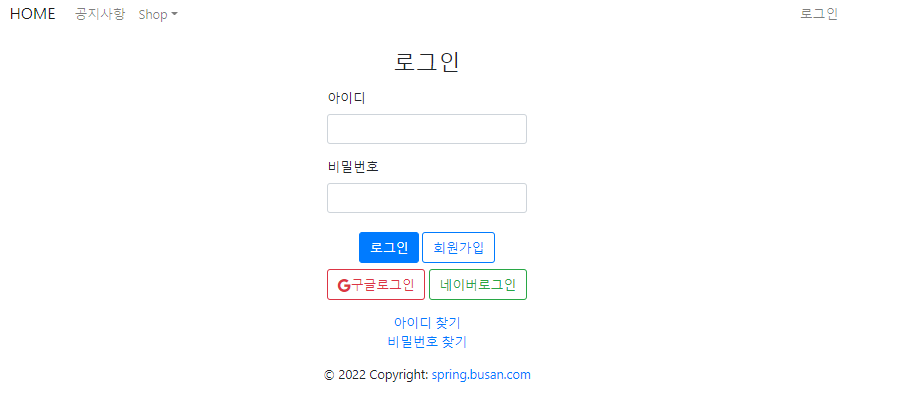 HOME 공지사항 Shop 로그인
로그인
아이디
비밀번호
로그인 회원가입
G구글로그인 네이버로그인
아이디 찾기
비밀번호 찾기
© 2022 Copyright: spring.busan.com